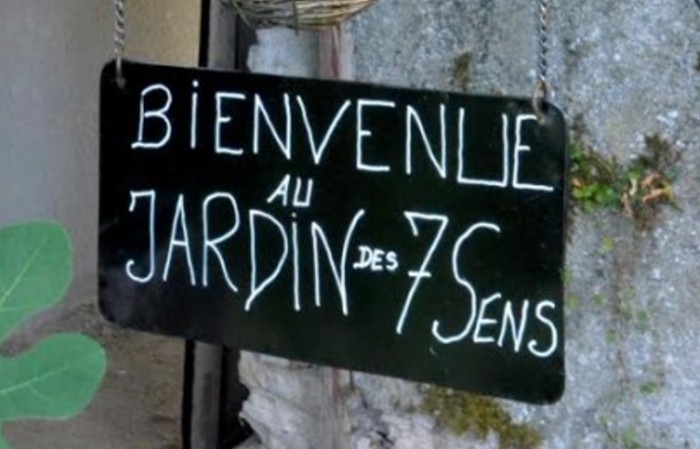 BiENVENUE
AU
JARDiN DES 7 SENS